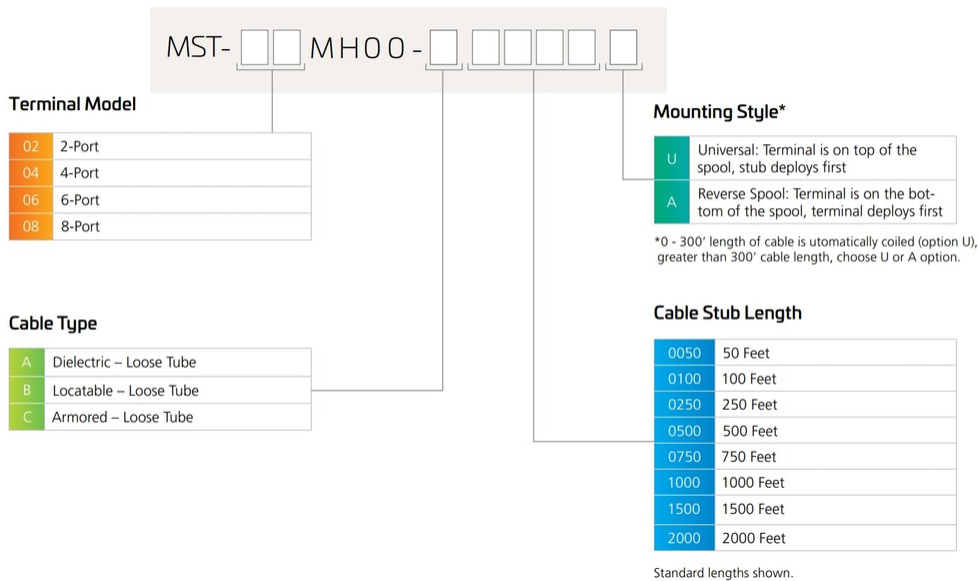 MST- MH00 -
Terminal Model
02 2-Port
04 4-Port
06 6-Port
08 8-Port
Cable Type
A Dielectric – Loose Tube
B Locatable – Loose Tube
C Armored – Loose Tube
Mounting Style*
U Universal: Terminal is on top of the
spool, stub deploys first
A Reverse Spool: Terminal is on the bot-
tom of the spool, terminal deploys first
*0 - 300’ length of cable is utomatically coiled (option U),
greater than 300’ cable length, choose U or A option.
Cable Stub Length
0050 50 Feet
0100 100 Feet
0250 250 Feet
0500 500 Feet
0750 750 Feet
1000 1000 Feet
1500 1500 Feet
2000 2000 Feet
Standard lengths shown.